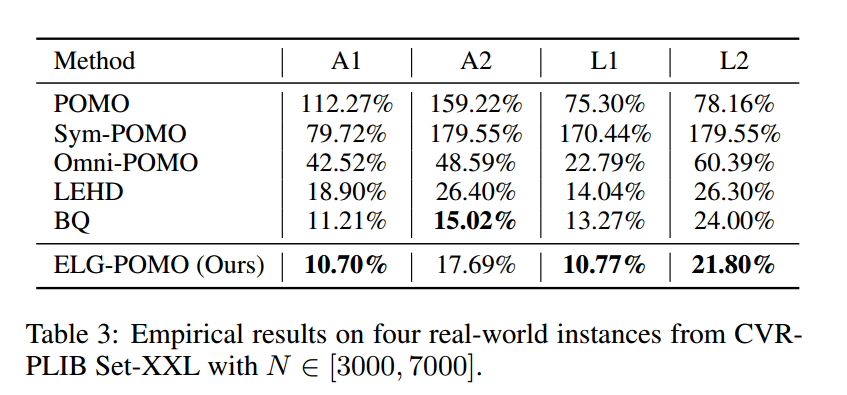 Method A1 A2 L1 L2
POMO 112.27% 159.22% 75.30% 78.16%
Sym-POMO 79.72% 179.55% 170.44% 179.55%
Omni-POMO 42.52% 48.59% 22.79% 60.39%
LEHD 18.90% 26.40% 14.04% 26.30%
BQ 11.21% 15.02% 13.27% 24.00%
ELG-POMO (Ours) 10.70% 17.69% 10.77% 21.80%
Table 3: Empirical results on four real-world instances from CVR-
PLIB Set-XXL with N ∈ [3000, 7000].